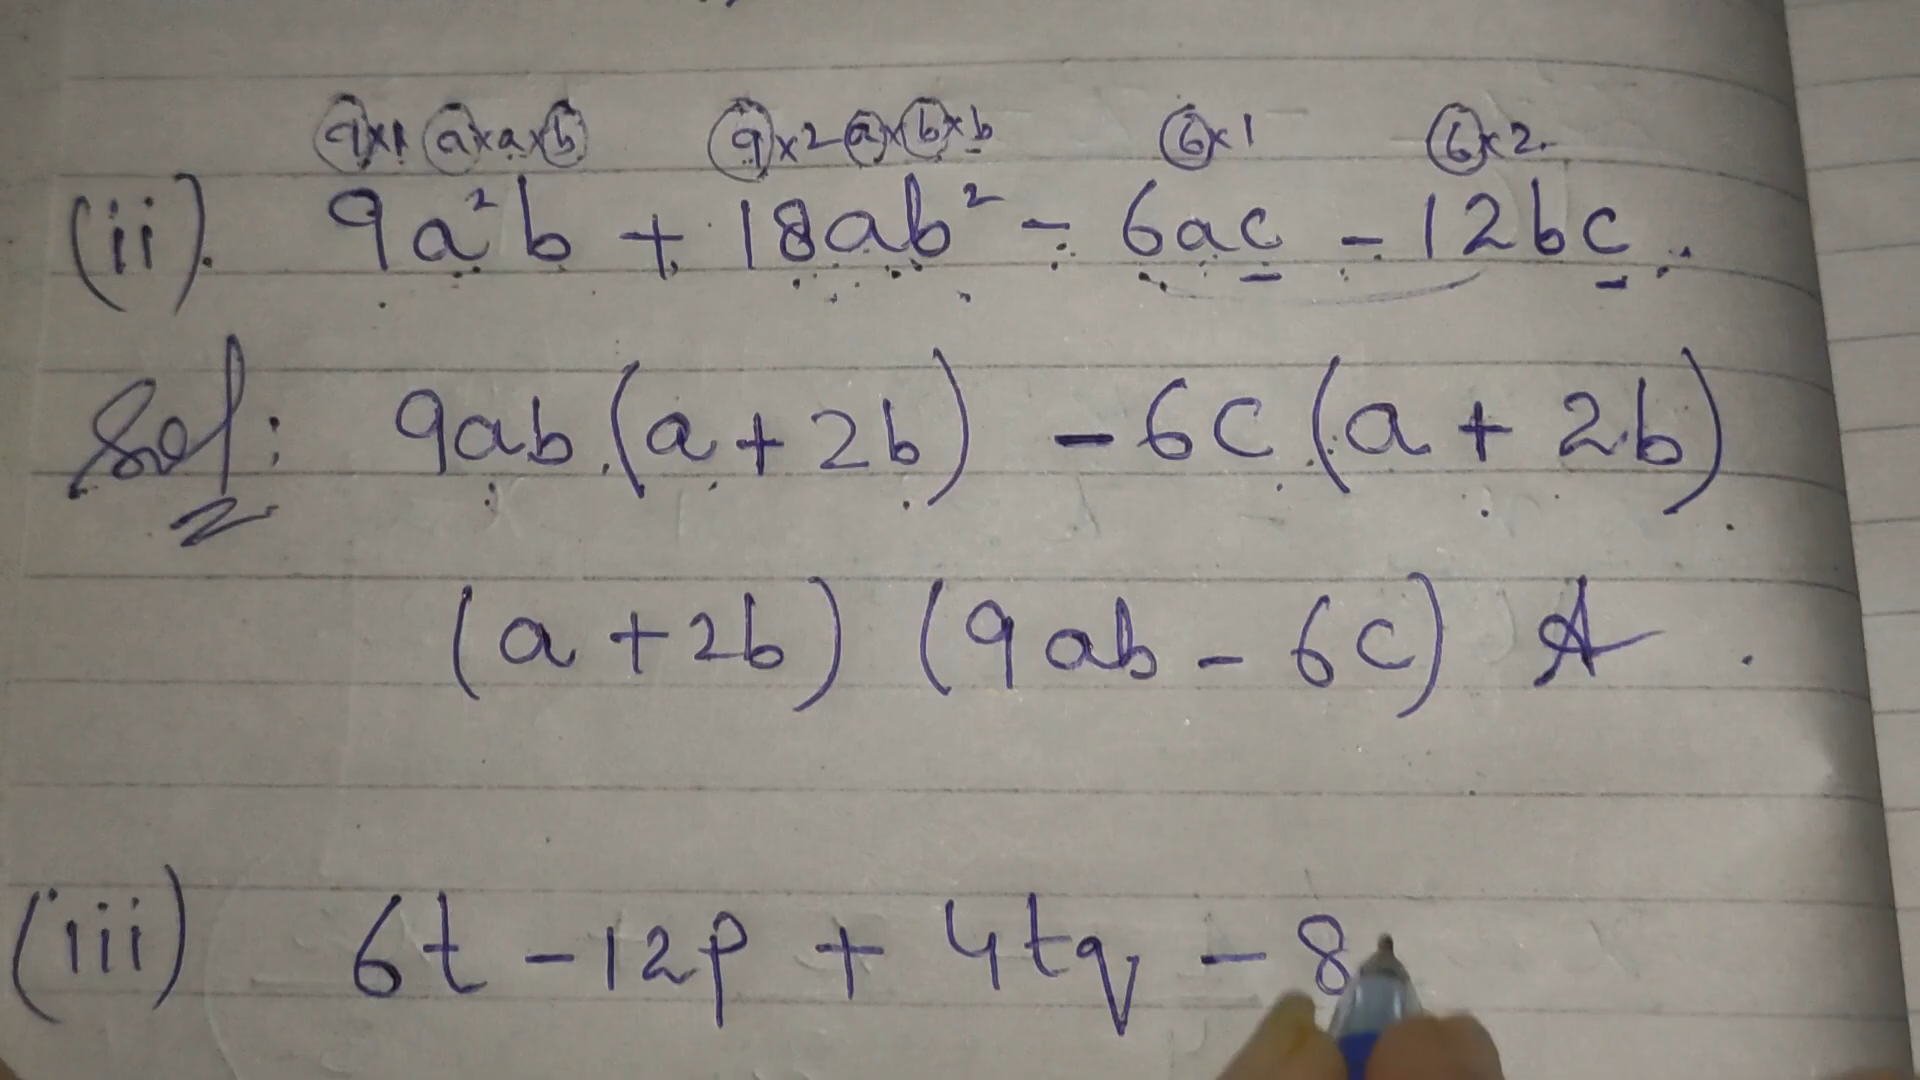 9×1 a×a×b 9×2 a×b×b 6×1 6×2
(ii). 9a²b + 18ab² - 6ac - 12bc.
Sol: 9ab (a + 2b) - 6c (a + 2b)
(a + 2b) (9ab - 6c) A
(iii) 6t - 12p + 4tq - 8